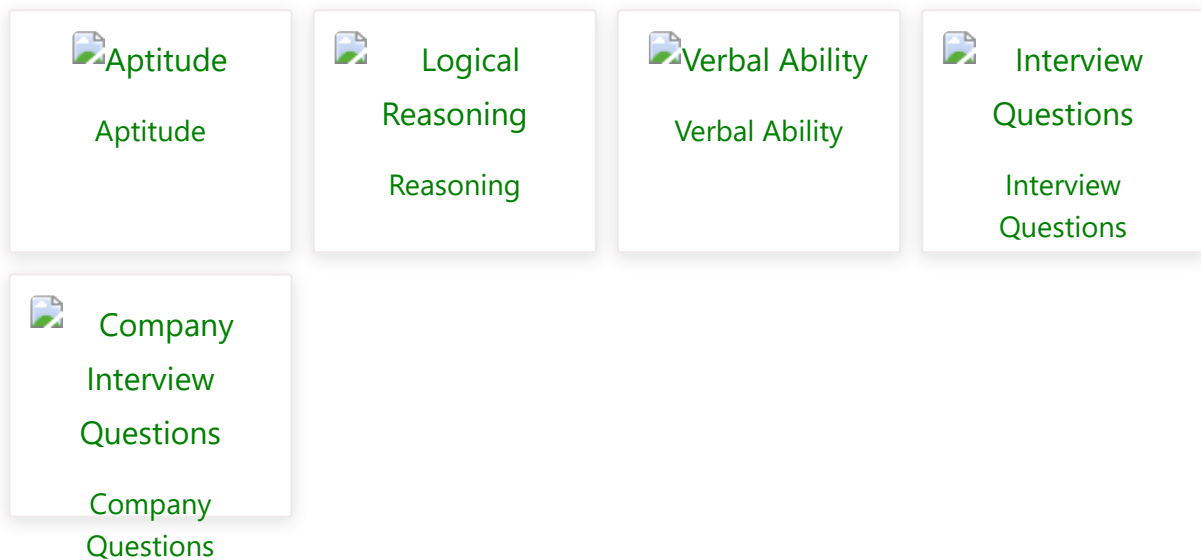 Aptitude
Aptitude
Logical
Reasoning
Reasoning
Verbal Ability
Verbal Ability
Interview
Questions
Interview
Questions
Company
Interview
Questions
Company
Questions